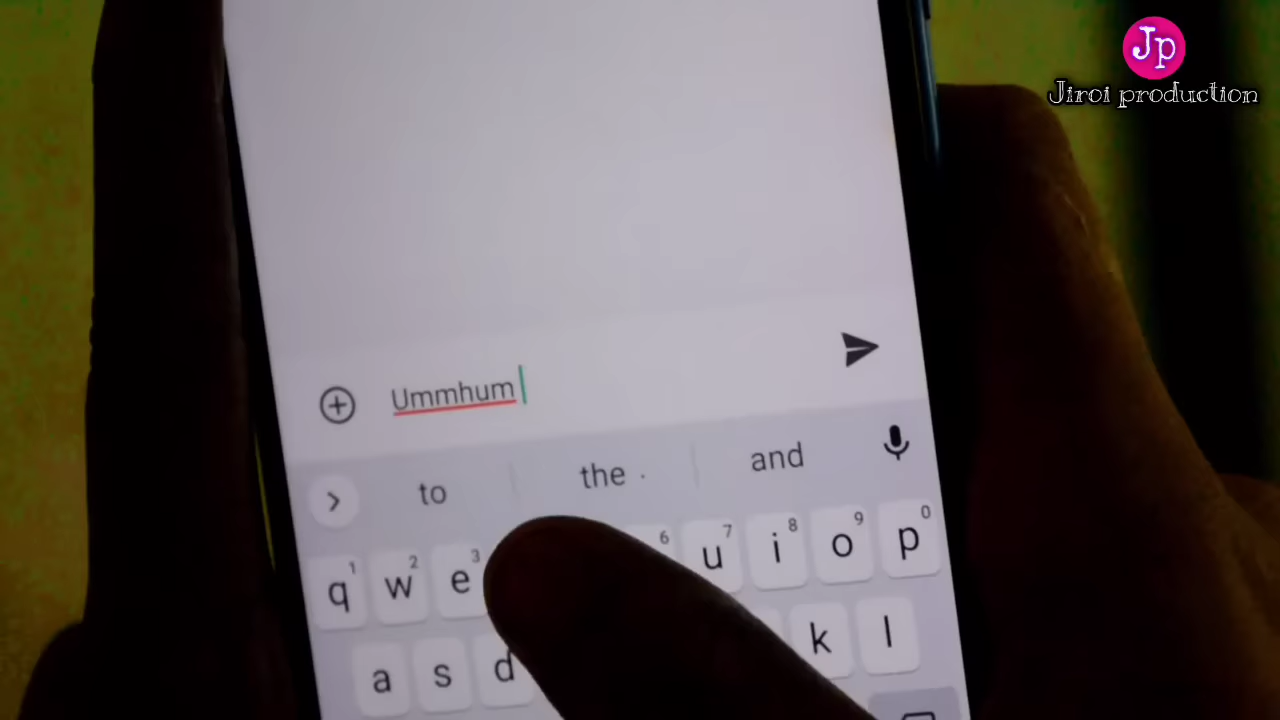 Jp
Jiroi production
Ummhum
to the and
1 2 3 6 7 8 9 0
q w e u i o p
a s d k l